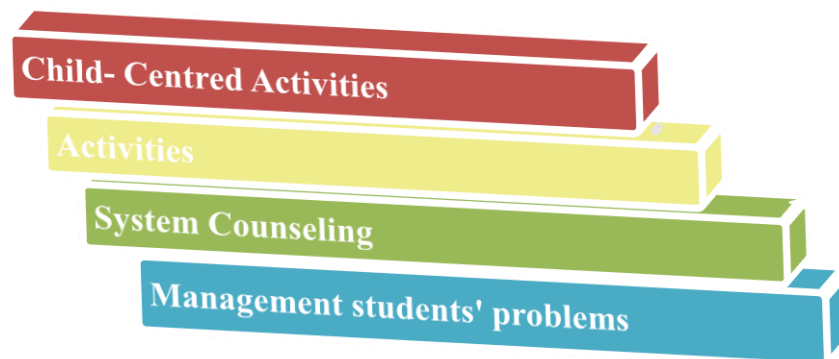 Child- Centred Activities
Activities
System Counseling
Management students' problems